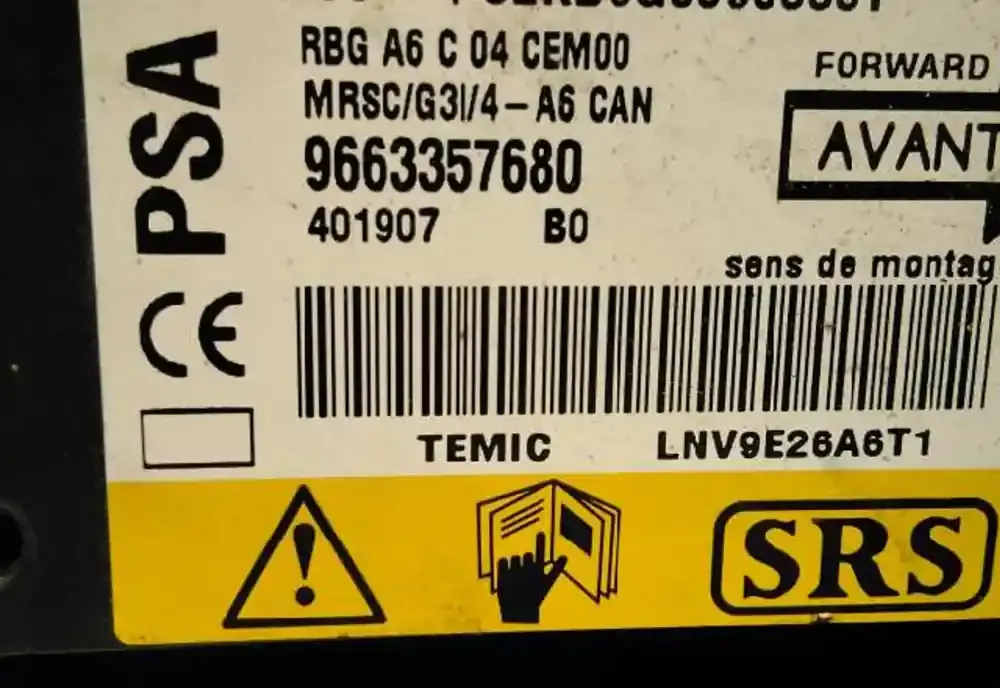 RBG A6 C 04 CEM00
MRSC/G3I/4-A6 CAN
9663357680
401907 B0
PSA
CE
FORWARD
AVANT
sens de montag
TEMIC LNV9E26A6T1
SRS